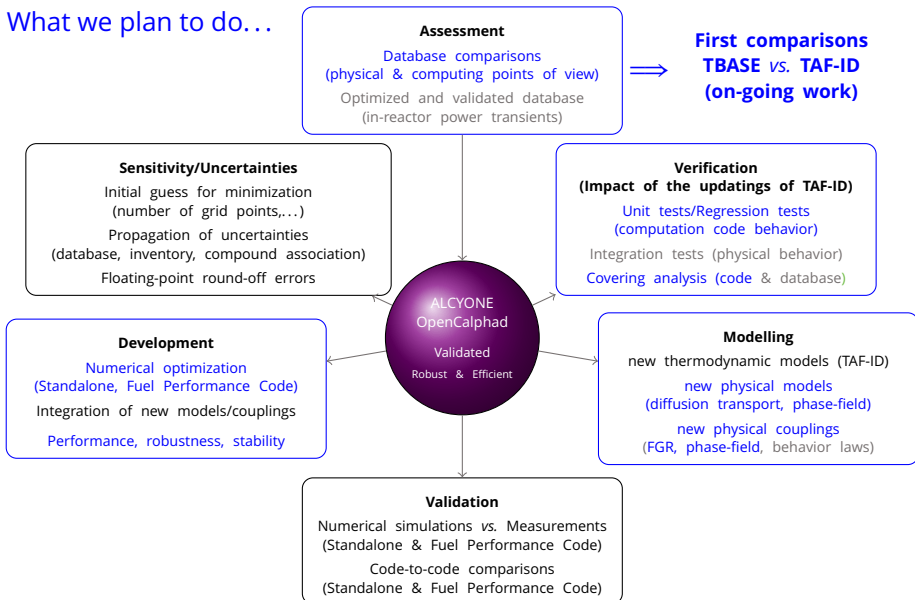 What we plan to do...
Assessment
Database comparisons
(physical & computing points of view)
Optimized and validated database
(in-reactor power transients)
First comparisons
TBASE vs. TAF-ID
(on-going work)
Sensitivity/Uncertainties
Initial guess for minimization
(number of grid points,...)
Propagation of uncertainties
(database, inventory, compound association)
Floating-point round-off errors
Verification
(Impact of the updatings of TAF-ID)
Unit tests/Regression tests
(computation code behavior)
Integration tests (physical behavior)
Covering analysis (code & database)
ALCYONE
OpenCalphad
Validated
Robust & Efficient
Development
Numerical optimization
(Standalone, Fuel Performance Code)
Integration of new models/couplings
Performance, robustness, stability
Modelling
new thermodynamic models (TAF-ID)
new physical models
(diffusion transport, phase-field)
new physical couplings
(FGR, phase-field, behavior laws)
Validation
Numerical simulations vs. Measurements
(Standalone & Fuel Performance Code)
Code-to-code comparisons
(Standalone & Fuel Performance Code)